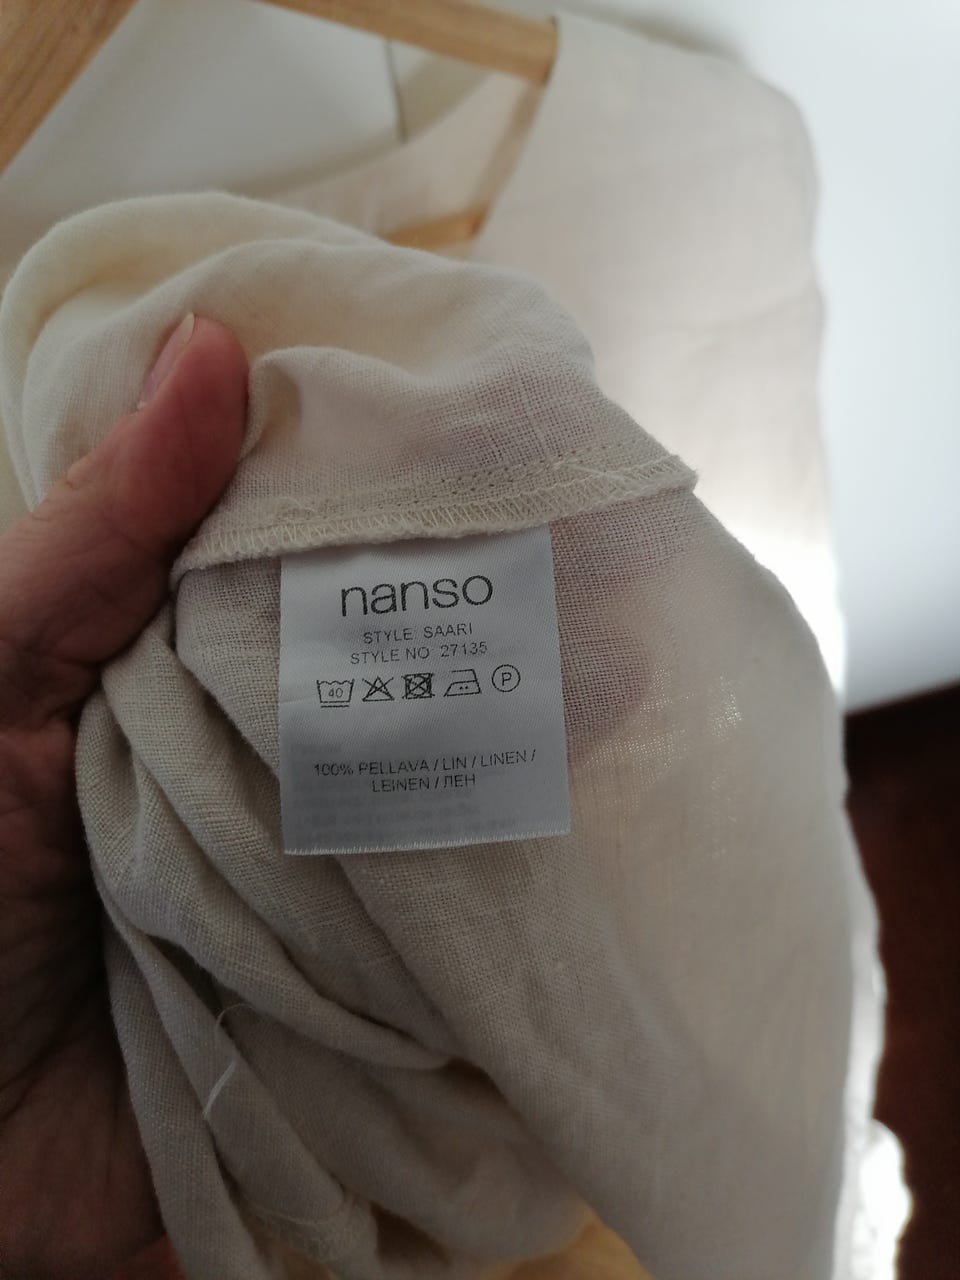 nanso
STYLE SAARI
STYLE NO 27135
40 P
100% PELLAVA / LIN / LINEN /
LEINEN / ЛЕН